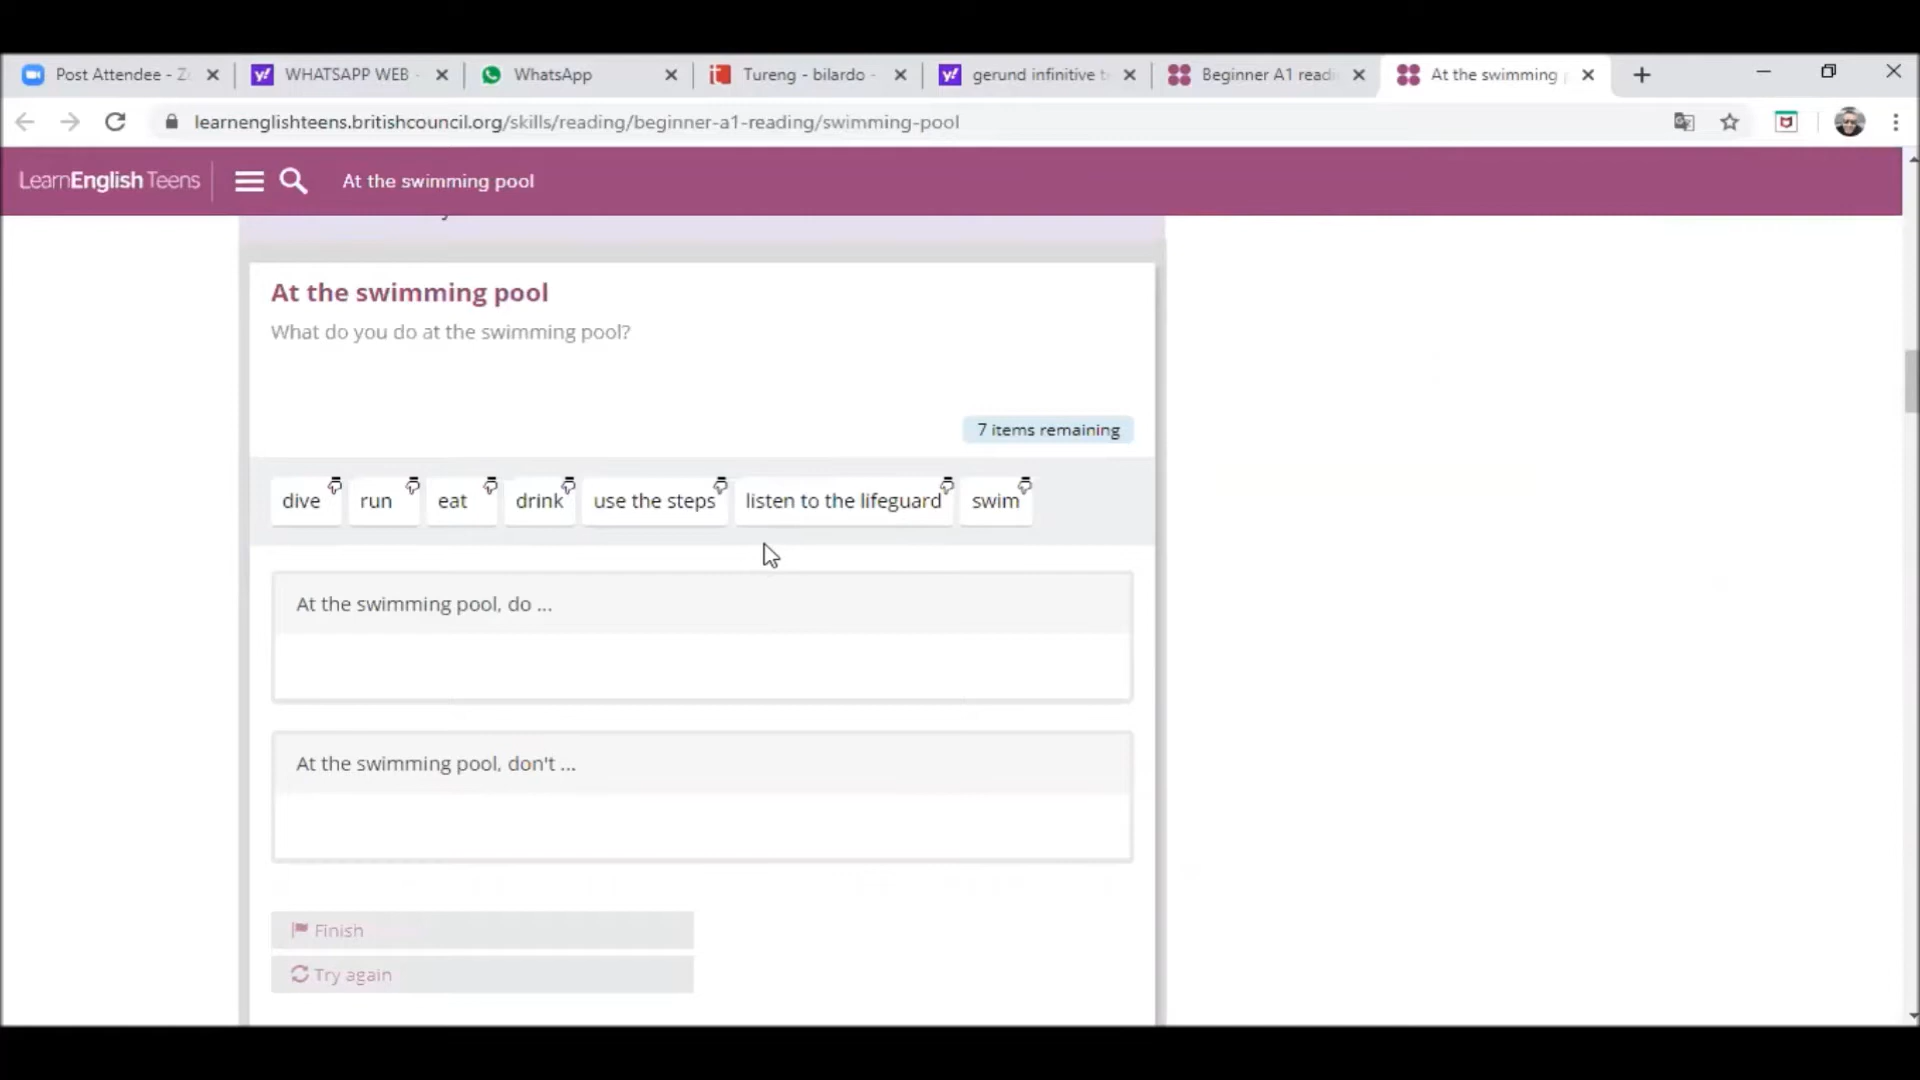 Post Attendee - Z
WHATSAPP WEB -
WhatsApp
Tureng - bilardo -
gerund infinitive t
Beginner A1 readi
At the swimming p
learnenglishteens.britishcouncil.org/skills/reading/beginner-a1-reading/swimming-pool
LearnEnglish Teens
At the swimming pool
At the swimming pool
What do you do at the swimming pool?
7 items remaining
dive run eat drink use the steps listen to the lifeguard swim
At the swimming pool, do ...
At the swimming pool, don't ...
Finish
Try again